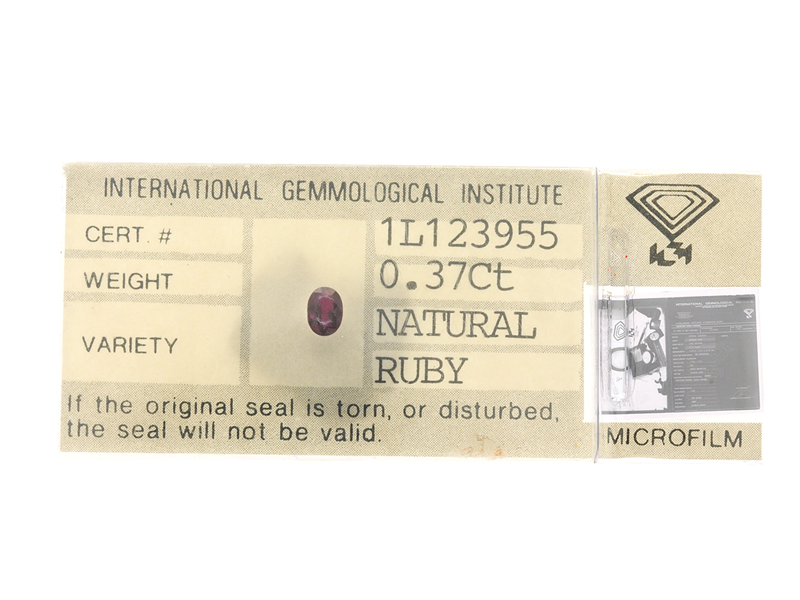 INTERNATIONAL GEMMOLOGICAL INSTITUTE
CERT. # 1L123955
WEIGHT 0.37Ct
VARIETY NATURAL
RUBY
If the original seal is torn, or disturbed,
the seal will not be valid.
MICROFILM